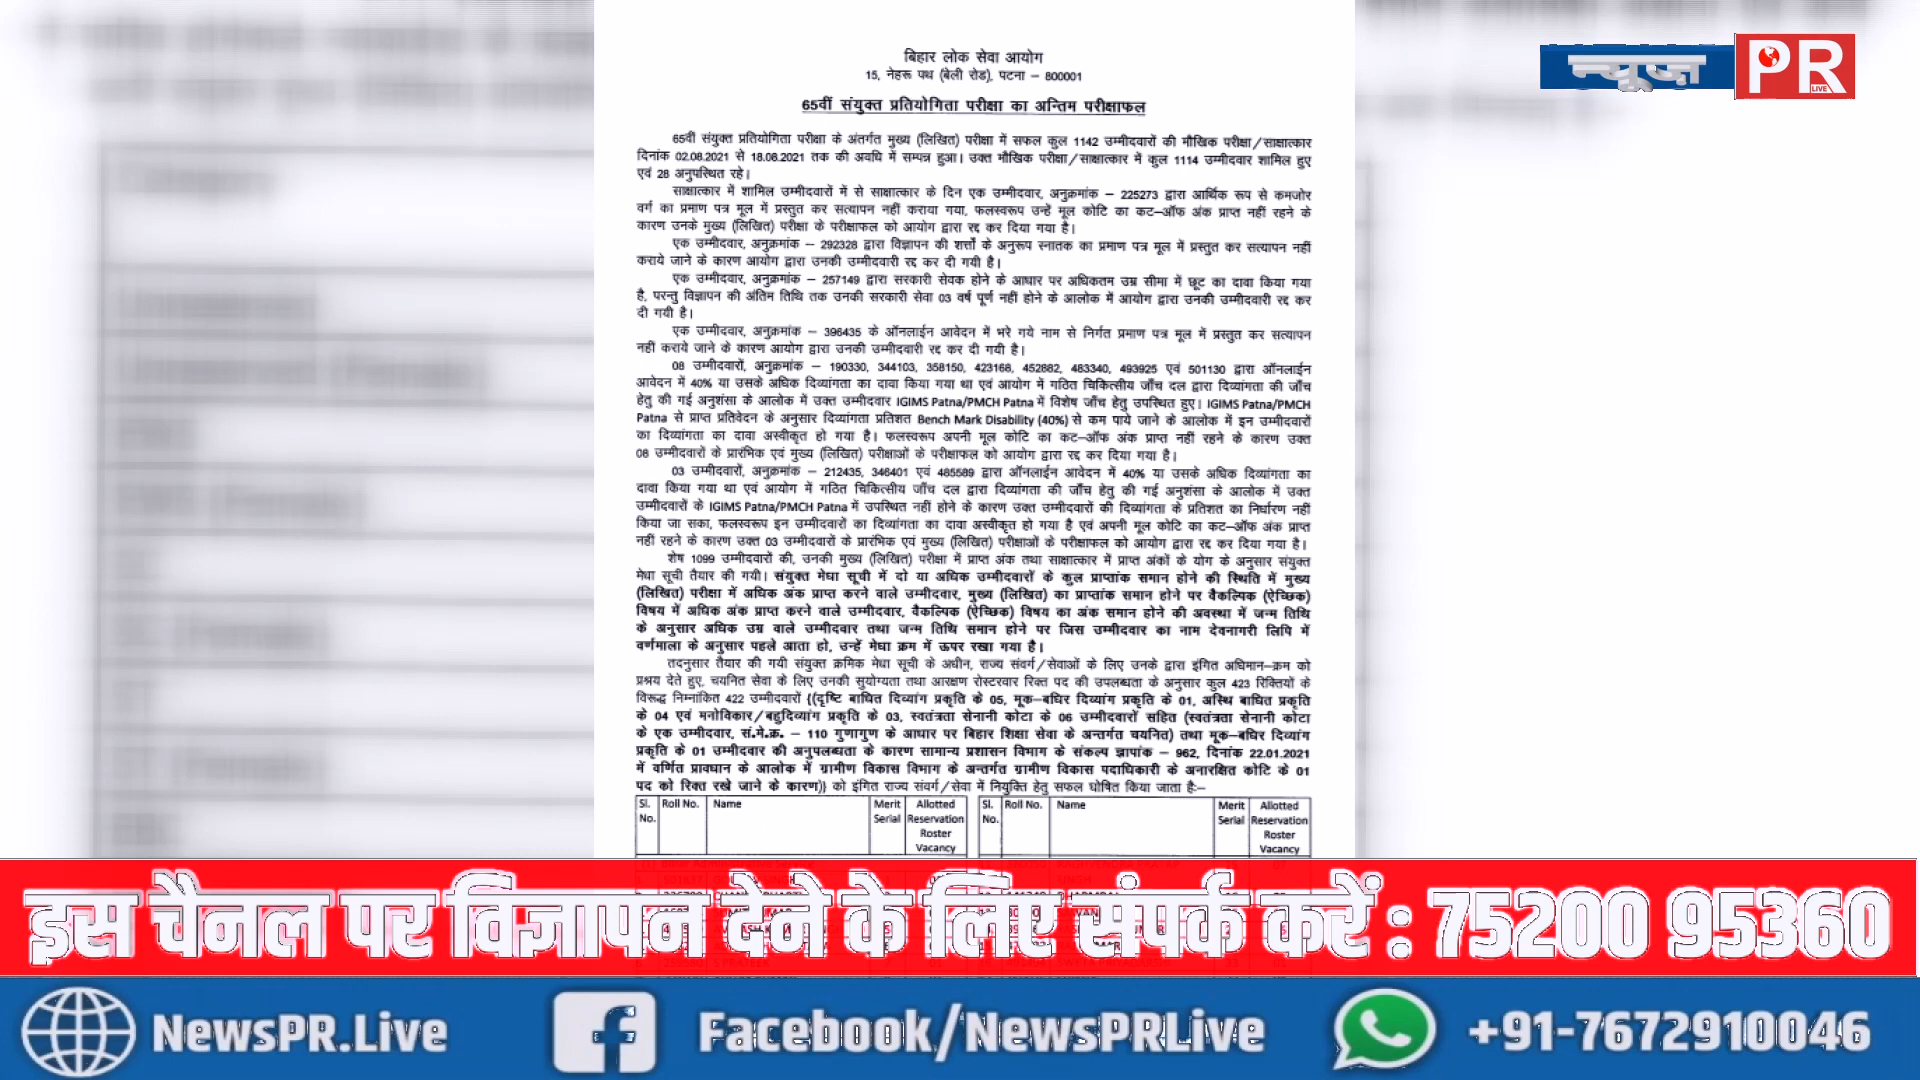 न्यूज़ PR
LIVE
बिहार लोक सेवा आयोग
15, नेहरू पथ (बेली रोड), पटना – 800001
65वीं संयुक्त प्रतियोगिता परीक्षा का अन्तिम परीक्षाफल
65वीं संयुक्त प्रतियोगिता परीक्षा के अंतर्गत मुख्य (लिखित) परीक्षा में सफल कुल 1142 उम्मीदवारों की मौखिक परीक्षा/साक्षात्कार
दिनांक 02.08.2021 से 18.08.2021 तक की अवधि में सम्पन्न हुआ। उक्त मौखिक परीक्षा/साक्षात्कार में कुल 1114 उम्मीदवार शामिल हुए
एवं 28 अनुपस्थित रहे।
साक्षात्कार में शामिल उम्मीदवारों में से साक्षात्कार के दिन एक उम्मीदवार, अनुक्रमांक – 225273 द्वारा आर्थिक रूप से कमजोर
वर्ग का प्रमाण पत्र मूल में प्रस्तुत कर सत्यापन नहीं कराया गया, फलस्वरूप उन्हें मूल कोटि का कट–ऑफ अंक प्राप्त नहीं रहने के
कारण उनके मुख्य (लिखित) परीक्षा के परीक्षाफल को आयोग द्वारा रद्द कर दिया गया है।
एक उम्मीदवार, अनुक्रमांक – 292328 द्वारा विज्ञापन की शर्त्तों के अनुरूप स्नातक का प्रमाण पत्र मूल में प्रस्तुत कर सत्यापन नहीं
कराये जाने के कारण आयोग द्वारा उनकी उम्मीदवारी रद्द कर दी गयी है।
एक उम्मीदवार, अनुक्रमांक – 257149 द्वारा सरकारी सेवक होने के आधार पर अधिकतम उम्र सीमा में छूट का दावा किया गया
है, परन्तु विज्ञापन की अंतिम तिथि तक उनकी सरकारी सेवा 03 वर्ष पूर्ण नहीं होने के आलोक में आयोग द्वारा उनकी उम्मीदवारी रद्द कर
दी गयी है।
एक उम्मीदवार, अनुक्रमांक – 396435 के ऑनलाईन आवेदन में भरे गये नाम से निर्गत प्रमाण पत्र मूल में प्रस्तुत कर सत्यापन
नहीं कराये जाने के कारण आयोग द्वारा उनकी उम्मीदवारी रद्द कर दी गयी है।
08 उम्मीदवारों, अनुक्रमांक – 190330, 344103, 358150, 423168, 452882, 483340, 493925 एवं 501130 द्वारा ऑनलाईन
आवेदन में 40% या उसके अधिक दिव्यांगता का दावा किया गया था एवं आयोग में गठित चिकित्सीय जाँच दल द्वारा दिव्यांगता की जाँच
हेतु की गई अनुशंसा के आलोक में उक्त उम्मीदवार IGIMS Patna/PMCH Patna में विशेष जाँच हेतु उपस्थित हुए। IGIMS Patna/PMCH
Patna से प्राप्त प्रतिवेदन के अनुसार दिव्यांगता प्रतिशत Bench Mark Disability (40%) से कम पाये जाने के आलोक में इन उम्मीदवारों
का दिव्यांगता का दावा अस्वीकृत हो गया है। फलस्वरूप अपनी मूल कोटि का कट–ऑफ अंक प्राप्त नहीं रहने के कारण उक्त
08 उम्मीदवारों के प्रारंभिक एवं मुख्य (लिखित) परीक्षाओं के परीक्षाफल को आयोग द्वारा रद्द कर दिया गया है।
03 उम्मीदवारों, अनुक्रमांक – 212435, 346401 एवं 485589 द्वारा ऑनलाईन आवेदन में 40% या उसके अधिक दिव्यांगता का
दावा किया गया था एवं आयोग में गठित चिकित्सीय जाँच दल द्वारा दिव्यांगता की जाँच हेतु की गई अनुशंसा के आलोक में उक्त
उम्मीदवारों के IGIMS Patna/PMCH Patna में उपस्थित नहीं होने के कारण उक्त उम्मीदवारों की दिव्यांगता के प्रतिशत का निर्धारण नहीं
किया जा सका, फलस्वरूप इन उम्मीदवारों का दिव्यांगता का दावा अस्वीकृत हो गया है एवं अपनी मूल कोटि का कट–ऑफ अंक प्राप्त
नहीं रहने के कारण उक्त 03 उम्मीदवारों के प्रारंभिक एवं मुख्य (लिखित) परीक्षाओं के परीक्षाफल को आयोग द्वारा रद्द कर दिया गया है।
शेष 1099 उम्मीदवारों की, उनकी मुख्य (लिखित) परीक्षा में प्राप्त अंक तथा साक्षात्कार में प्राप्त अंकों के योग के अनुसार संयुक्त
मेधा सूची तैयार की गयी। संयुक्त मेधा सूची में दो या अधिक उम्मीदवारों के कुल प्राप्तांक समान होने की स्थिति में मुख्य
(लिखित) परीक्षा में अधिक अंक प्राप्त करने वाले उम्मीदवार, मुख्य (लिखित) का प्राप्तांक समान होने पर वैकल्पिक (ऐच्छिक)
विषय में अधिक अंक प्राप्त करने वाले उम्मीदवार, वैकल्पिक (ऐच्छिक) विषय का अंक समान होने की अवस्था में जन्म तिथि
के अनुसार अधिक उम्र वाले उम्मीदवार तथा जन्म तिथि समान होने पर जिस उम्मीदवार का नाम देवनागरी लिपि में
वर्णमाला के अनुसार पहले आता हो, उन्हें मेधा क्रम में ऊपर रखा गया है।
तदनुसार तैयार की गयी संयुक्त क्रमिक मेधा सूची के अधीन, राज्य संवर्ग/सेवाओं के लिए उनके द्वारा इंगित अधिमान–क्रम को
प्रश्रय देते हुए, चयनित सेवा के लिए उनकी सुयोग्यता तथा आरक्षण रोस्टरवार रिक्त पद की उपलब्धता के अनुसार कुल 423 रिक्तियों के
विरूद्ध निम्नांकित 422 उम्मीदवारों {(दृष्टि बाधित दिव्यांग प्रकृति के 05, मूक–बधिर दिव्यांग प्रकृति के 01, अस्थि बाधित प्रकृति
के 04 एवं मनोविकार/बहुदिव्यांग प्रकृति के 03, स्वतंत्रता सेनानी कोटा के 06 उम्मीदवारों सहित (स्वतंत्रता सेनानी कोटा
के एक उम्मीदवार, सं.मे.क्र. – 110 गुणागुण के आधार पर बिहार शिक्षा सेवा के अन्तर्गत चयनित) तथा मूक–बधिर दिव्यांग
प्रकृति के 01 उम्मीदवार की अनुपलब्धता के कारण सामान्य प्रशासन विभाग के संकल्प ज्ञापांक – 962, दिनांक 22.01.2021
में वर्णित प्रावधान के आलोक में ग्रामीण विकास विभाग के अन्तर्गत ग्रामीण विकास पदाधिकारी के अनारक्षित कोटि के 01
पद को रिक्त रखे जाने के कारण)} को इंगित राज्य संवर्ग/सेवा में नियुक्ति हेतु सफल घोषित किया जाता है:–
Sl. No. Roll No. Name Merit Serial Allotted Reservation Roster Vacancy Sl. No. Roll No. Name Merit Serial Allotted Reservation Roster Vacancy
इस चैनल पर विज्ञापन देने के लिए संपर्क करें : 75200 95360
NewsPR.Live Facebook/NewsPRLive +91-7672910046